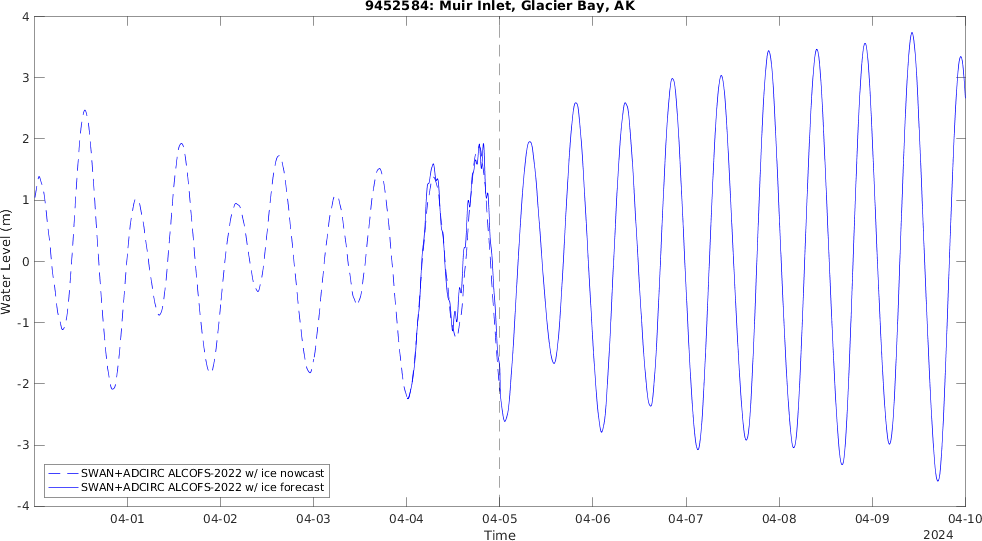 9452584: Muir Inlet, Glacier Bay, AK
4
3
2
1
0
-1
-2
-3
-4
Water Level (m)
SWAN+ADCIRC ALCOFS-2022 w/ ice nowcast
SWAN+ADCIRC ALCOFS-2022 w/ ice forecast
04-01 04-02 04-03 04-04 04-05 04-06 04-07 04-08 04-09 04-10
Time
2024